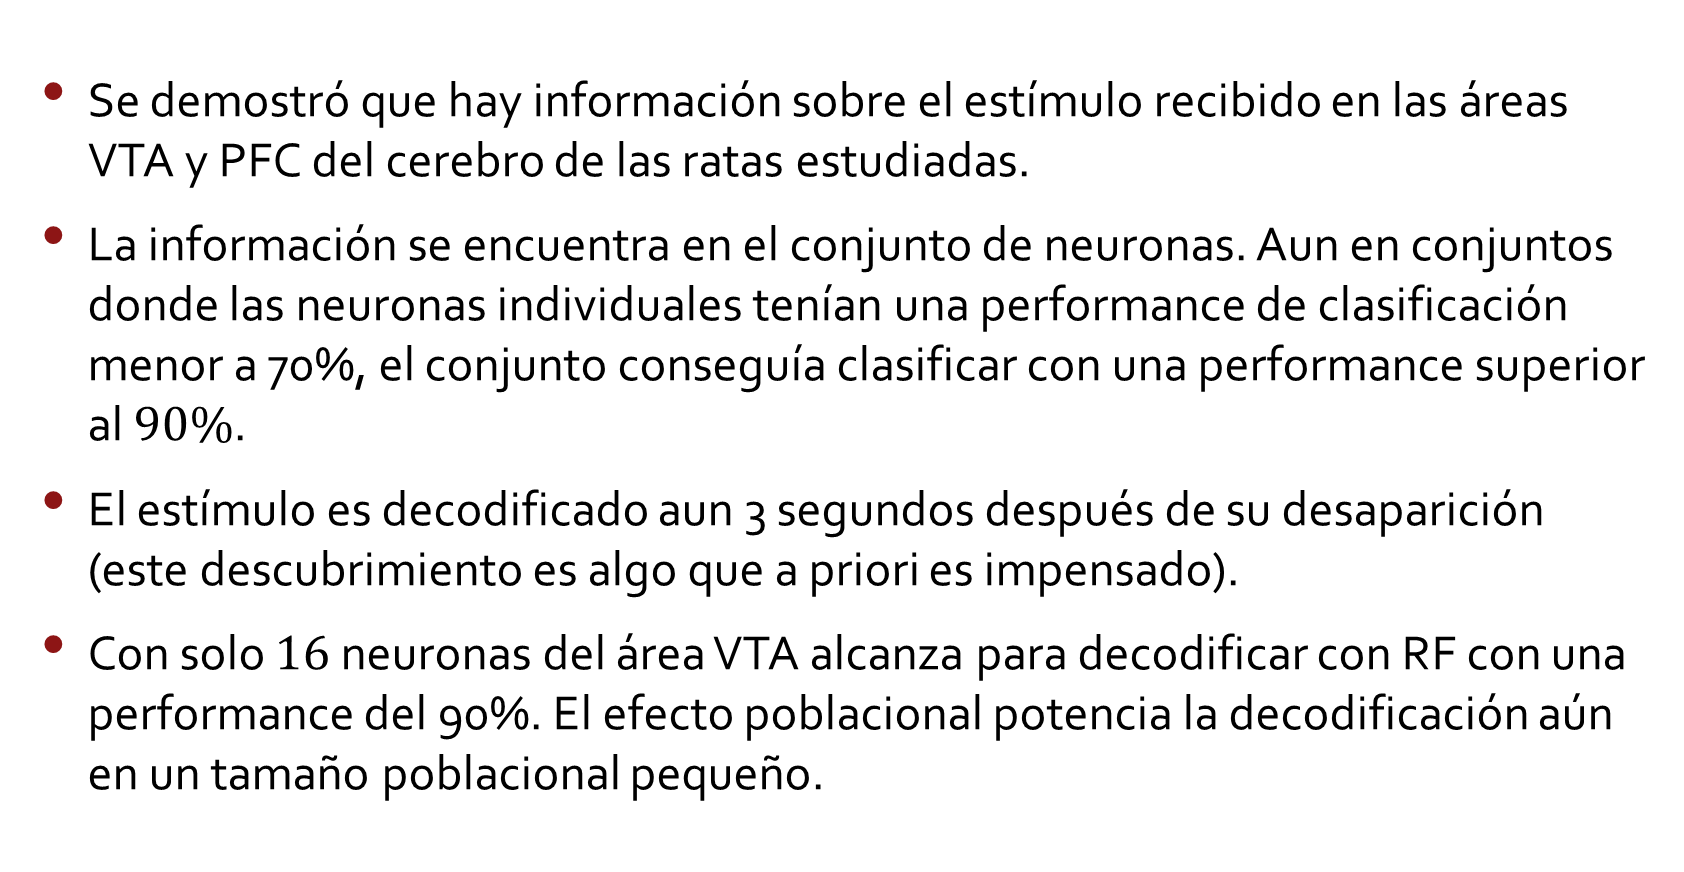 • Se demostró que hay información sobre el estímulo recibido en las áreas
VTA y PFC del cerebro de las ratas estudiadas.
• La información se encuentra en el conjunto de neuronas. Aun en conjuntos
donde las neuronas individuales tenían una performance de clasificación
menor a 70%, el conjunto conseguía clasificar con una performance superior
al 90%.
• El estímulo es decodificado aun 3 segundos después de su desaparición
(este descubrimiento es algo que a priori es impensado).
• Con solo 16 neuronas del área VTA alcanza para decodificar con RF con una
performance del 90%. El efecto poblacional potencia la decodificación aún
en un tamaño poblacional pequeño.